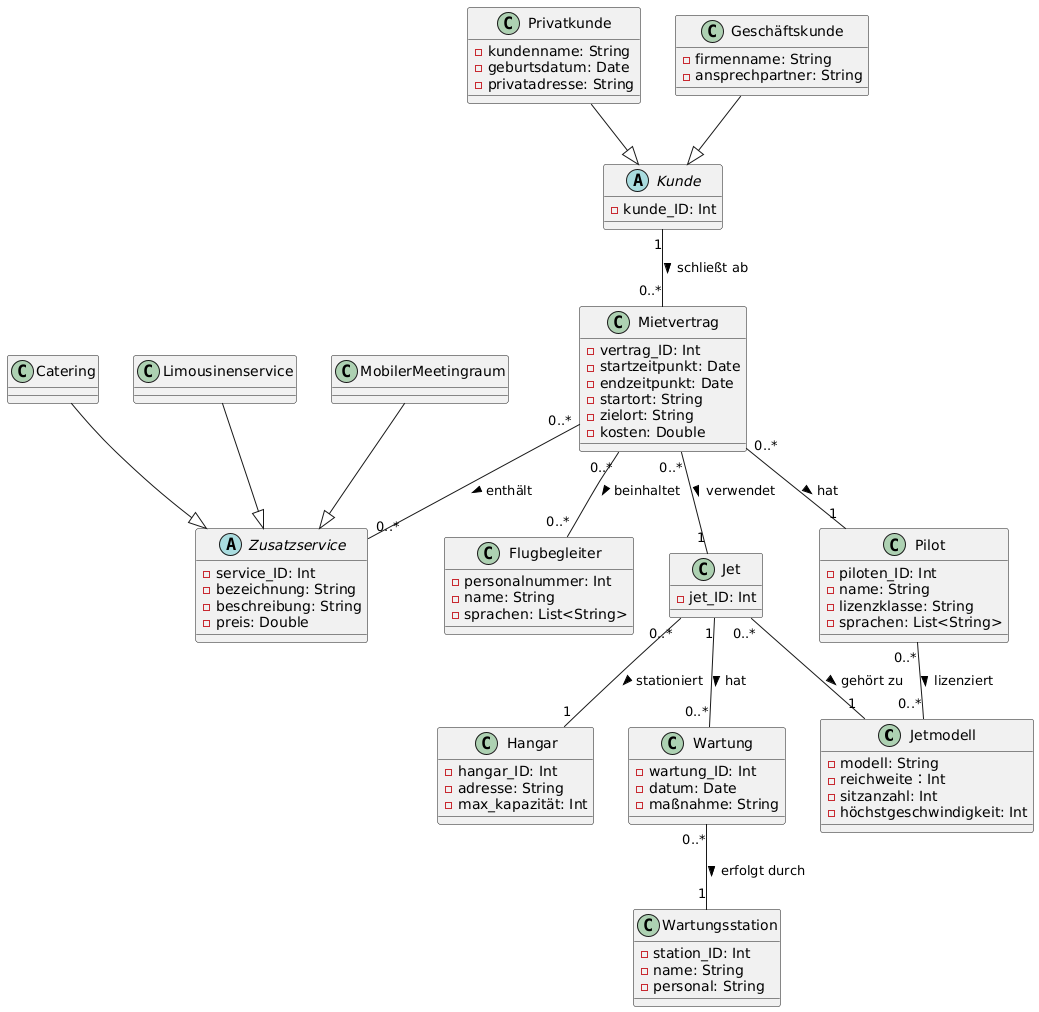 C Privatkunde
kundenname: String
geburtsdatum: Date
privatadresse: String
C Geschäftskunde
firmenname: String
ansprechpartner: String
A Kunde
kunde_ID: Int
1
schließt ab
0..*
C Mietvertrag
vertrag_ID: Int
startzeitpunkt: Date
endzeitpunkt: Date
startort: String
zielort: String
kosten: Double
C Catering
C Limousinenservice
C MobilerMeetingraum
0..*
enthält
0..*
0..*
beinhaltet
0..*
0..*
verwendet
1
0..*
hat
1
A Zusatzservice
service_ID: Int
bezeichnung: String
beschreibung: String
preis: Double
C Flugbegleiter
personalnummer: Int
name: String
sprachen: List<String>
C Jet
jet_ID: Int
C Pilot
piloten_ID: Int
name: String
lizenzklasse: String
sprachen: List<String>
0..*
stationiert
1
1
hat
0..*
0..*
gehört zu
1
0..*
lizenziert
0..*
C Hangar
hangar_ID: Int
adresse: String
max_kapazität: Int
C Wartung
wartung_ID: Int
datum: Date
maßnahme: String
C Jetmodell
modell: String
reichweite：Int
sitzanzahl: Int
höchstgeschwindigkeit: Int
0..*
erfolgt durch
1
C Wartungsstation
station_ID: Int
name: String
personal: String